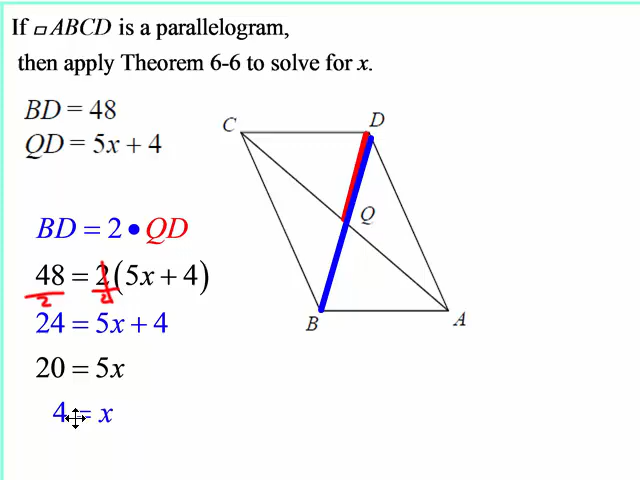 If ▱ABCD is a parallelogram,
then apply Theorem 6-6 to solve for x.
BD = 48
QD = 5x + 4
C
D
Q
B
A
BD = 2 • QD
48 = 2(5x + 4)
2 2
24 = 5x + 4
20 = 5x
4 = x